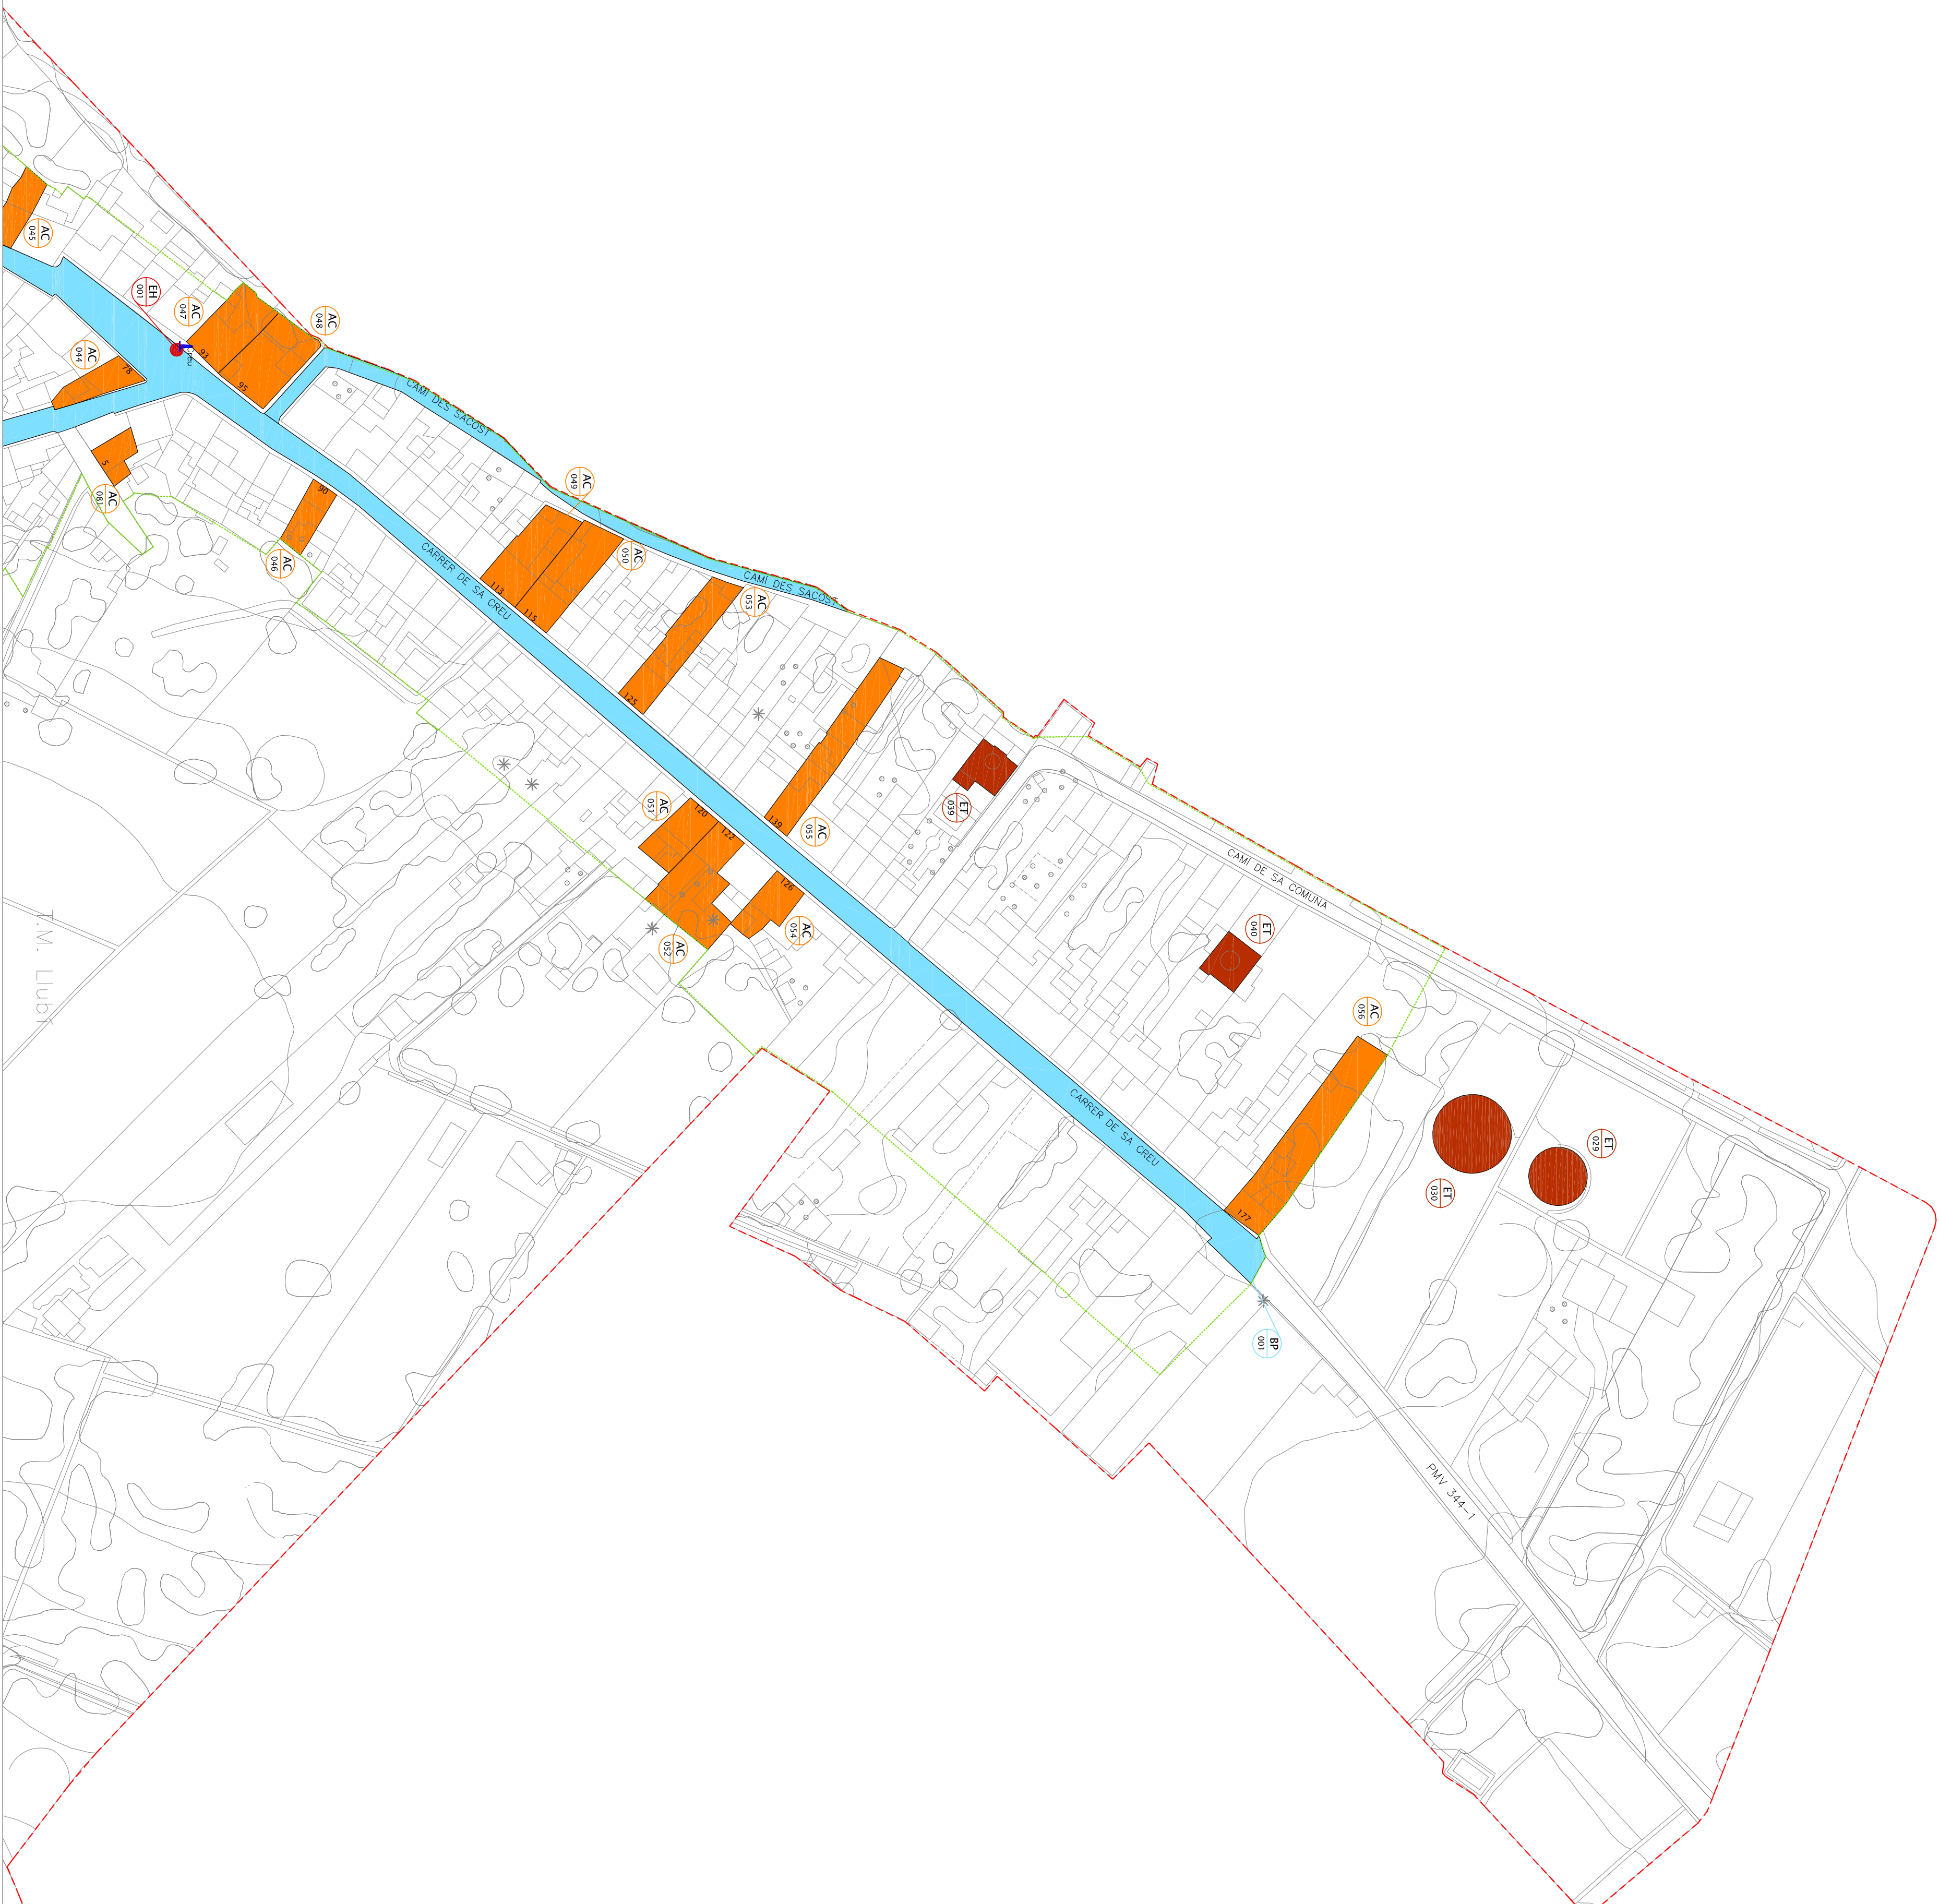 AC
045
EH
001
AC
047
AC
048
Creu
93
95
AC
044
78
5
AC
081
90
AC
046
CAMÍ DES SACOST
AC
049
AC
050
113
115
CARRER DE SA CREU
CAMÍ DES SACOST
AC
053
125
139
AC
055
AC
051
120
122
126
AC
054
AC
052
ET
039
CAMÍ DE SA COMUNA
ET
040
AC
056
177
CARRER DE SA CREU
ET
029
ET
030
BP
001
PMV 344-1
T.M. Llubí